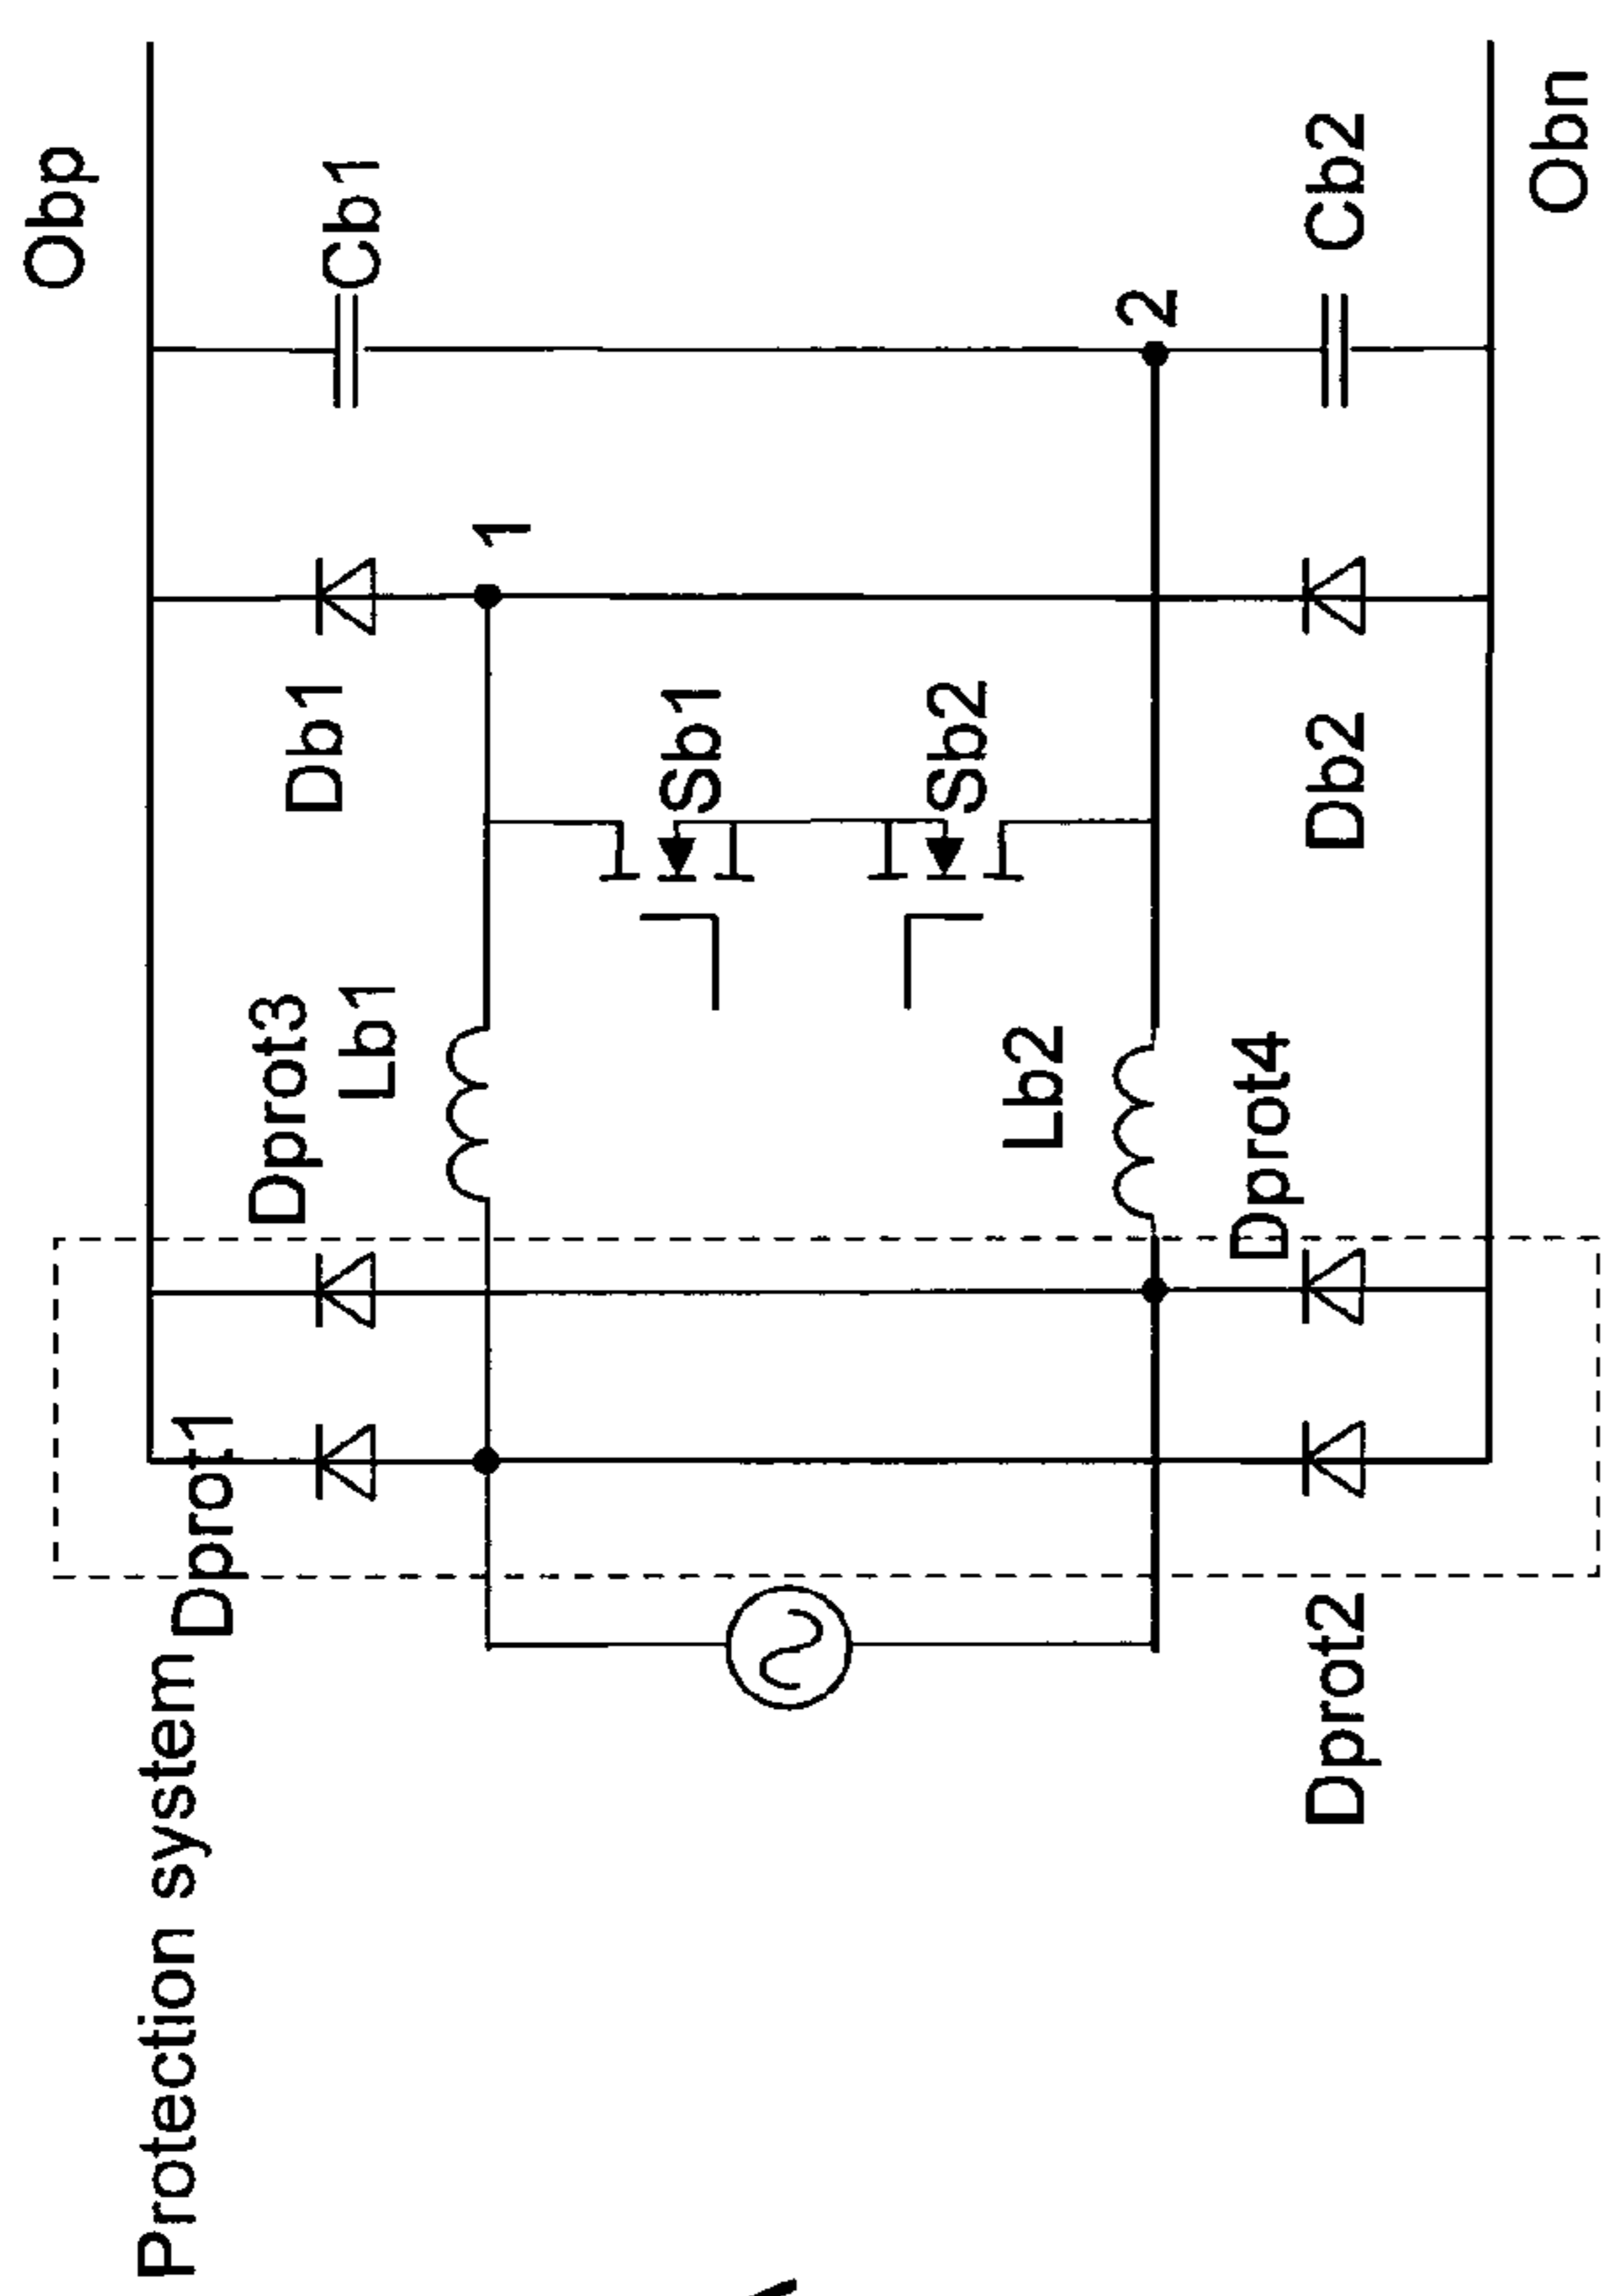 Protection system
Dprot1
Dprot3
Lb1
Db1
Cb1
Obp
1
Sb1
Sb2
2
Lb2
Dprot4
Dprot2
Db2
Cb2
Obn